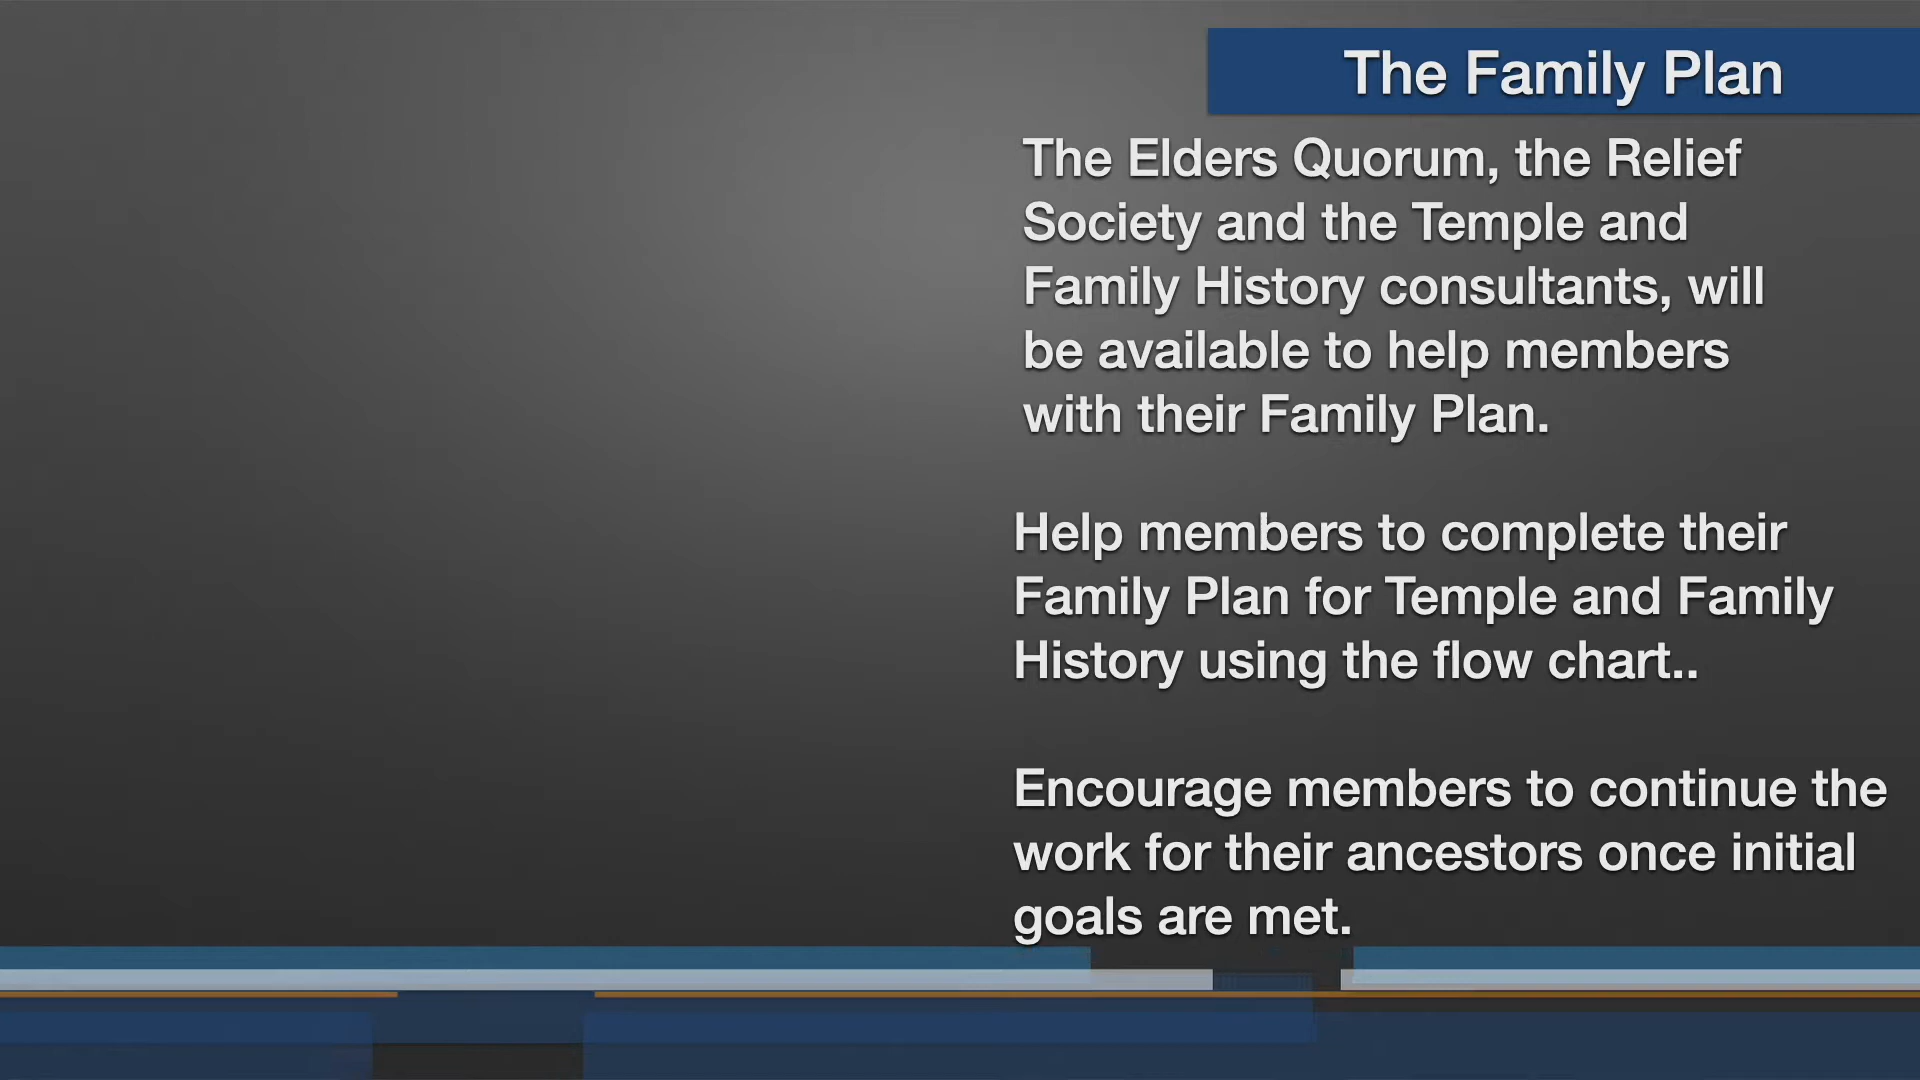 The Family Plan
The Elders Quorum, the Relief
Society and the Temple and
Family History consultants, will
be available to help members
with their Family Plan.
Help members to complete their
Family Plan for Temple and Family
History using the flow chart..
Encourage members to continue the
work for their ancestors once initial
goals are met.